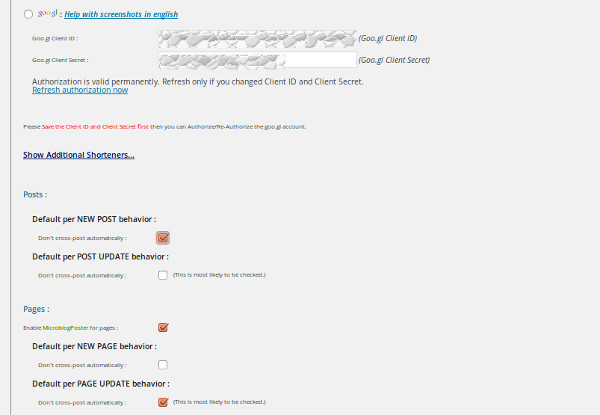 goo.gl : Help with screenshots in english
Goo.gl Client ID : (Goo.gl Client ID)
Goo.gl Client Secret : (Goo.gl Client Secret)
Authorization is valid permanently. Refresh only if you changed Client ID and Client Secret.
Refresh authorization now
Please Save the Client ID and Client Secret first then you can Authorize/Re-Authorize the goo.gl account.
Show Additional Shorteners...
Posts :
Default per NEW POST behavior :
Don't cross-post automatically :
Default per POST UPDATE behavior :
Don't cross-post automatically : (This is most likely to be checked.)
Pages :
Enable MicroblogPoster for pages :
Default per NEW PAGE behavior :
Don't cross-post automatically :
Default per PAGE UPDATE behavior :
Don't cross-post automatically : (This is most likely to be checked.)